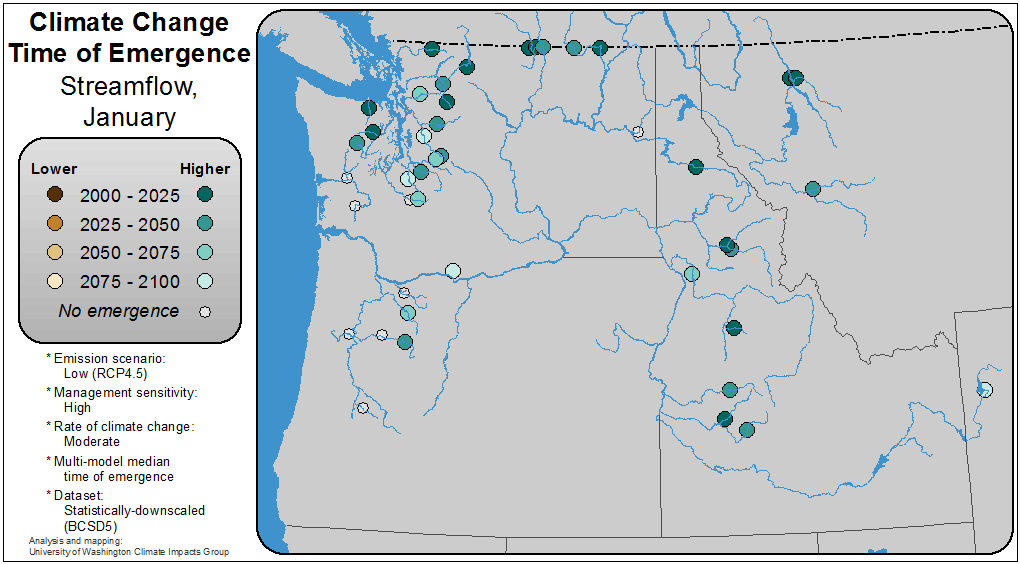 Climate Change
Time of Emergence
Streamflow,
January
Lower Higher
2000 - 2025
2025 - 2050
2050 - 2075
2075 - 2100
No emergence
* Emission scenario:
Low (RCP4.5)
* Management sensitivity:
High
* Rate of climate change:
Moderate
* Multi-model median
time of emergence
* Dataset:
Statistically-downscaled
(BCSD5)
Analysis and mapping:
University of Washington Climate Impacts Group